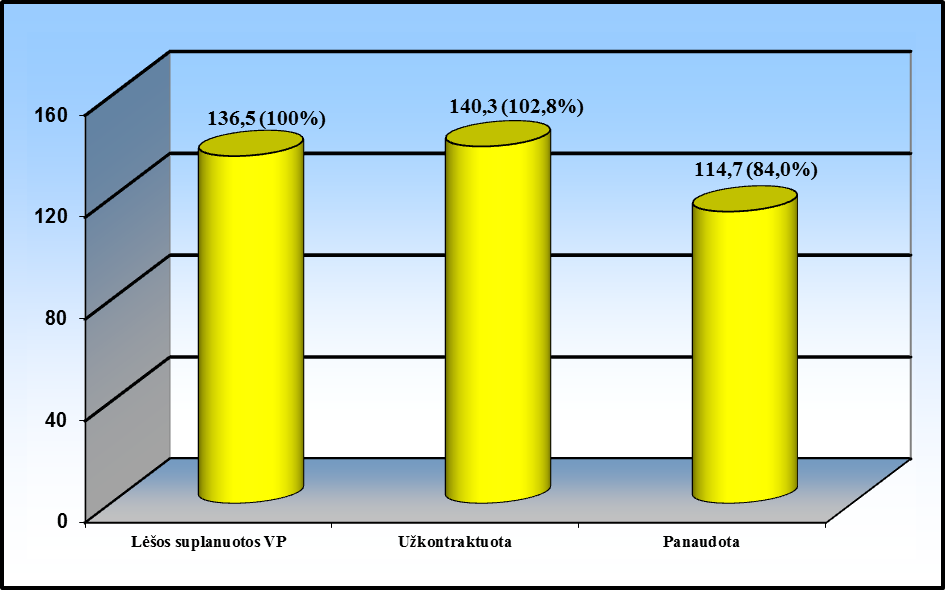 136,5 (100%)
140,3 (102,8%)
114,7 (84,0%)
160
120
80
40
0
Lėšos suplanuotos VP
Užkontraktuota
Panaudota